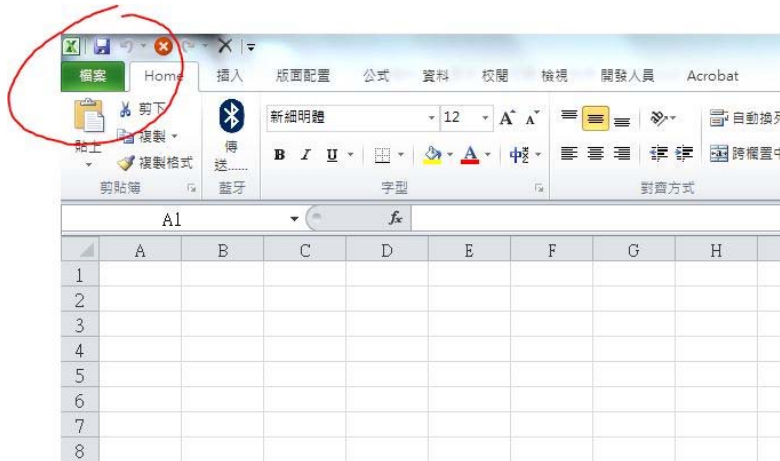 檔案 Home 插入 版面配置 公式 資料 校閱 檢視 開發人員 Acrobat
剪下
複製
貼上
複製格式
傳
送......
新細明體 12 A A
B I U A 中
自動換列
跨欄置中
剪貼簿 藍牙 字型 對齊方式
A1 fx
A B C D E F G H
1
2
3
4
5
6
7
8